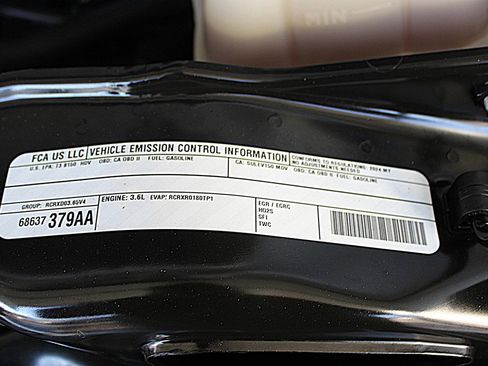 MIN
FCA US LLC VEHICLE EMISSION CONTROL INFORMATION
CONFORMS TO REGULATIONS: 2024 MY
U.S. EPA: T3 B150 HDV OBD: CA OBD II FUEL: GASOLINE CA: SULEV150 MDV OBD: CA OBD II FUEL: GASOLINE NO ADJUSTMENTS NEEDED
GROUP: RCRXD03.65V4 ENGINE: 3.6L EVAP: RCRXR0180TP1 EGR / EGRC
HO2S
68637 379AA SFI
TWC